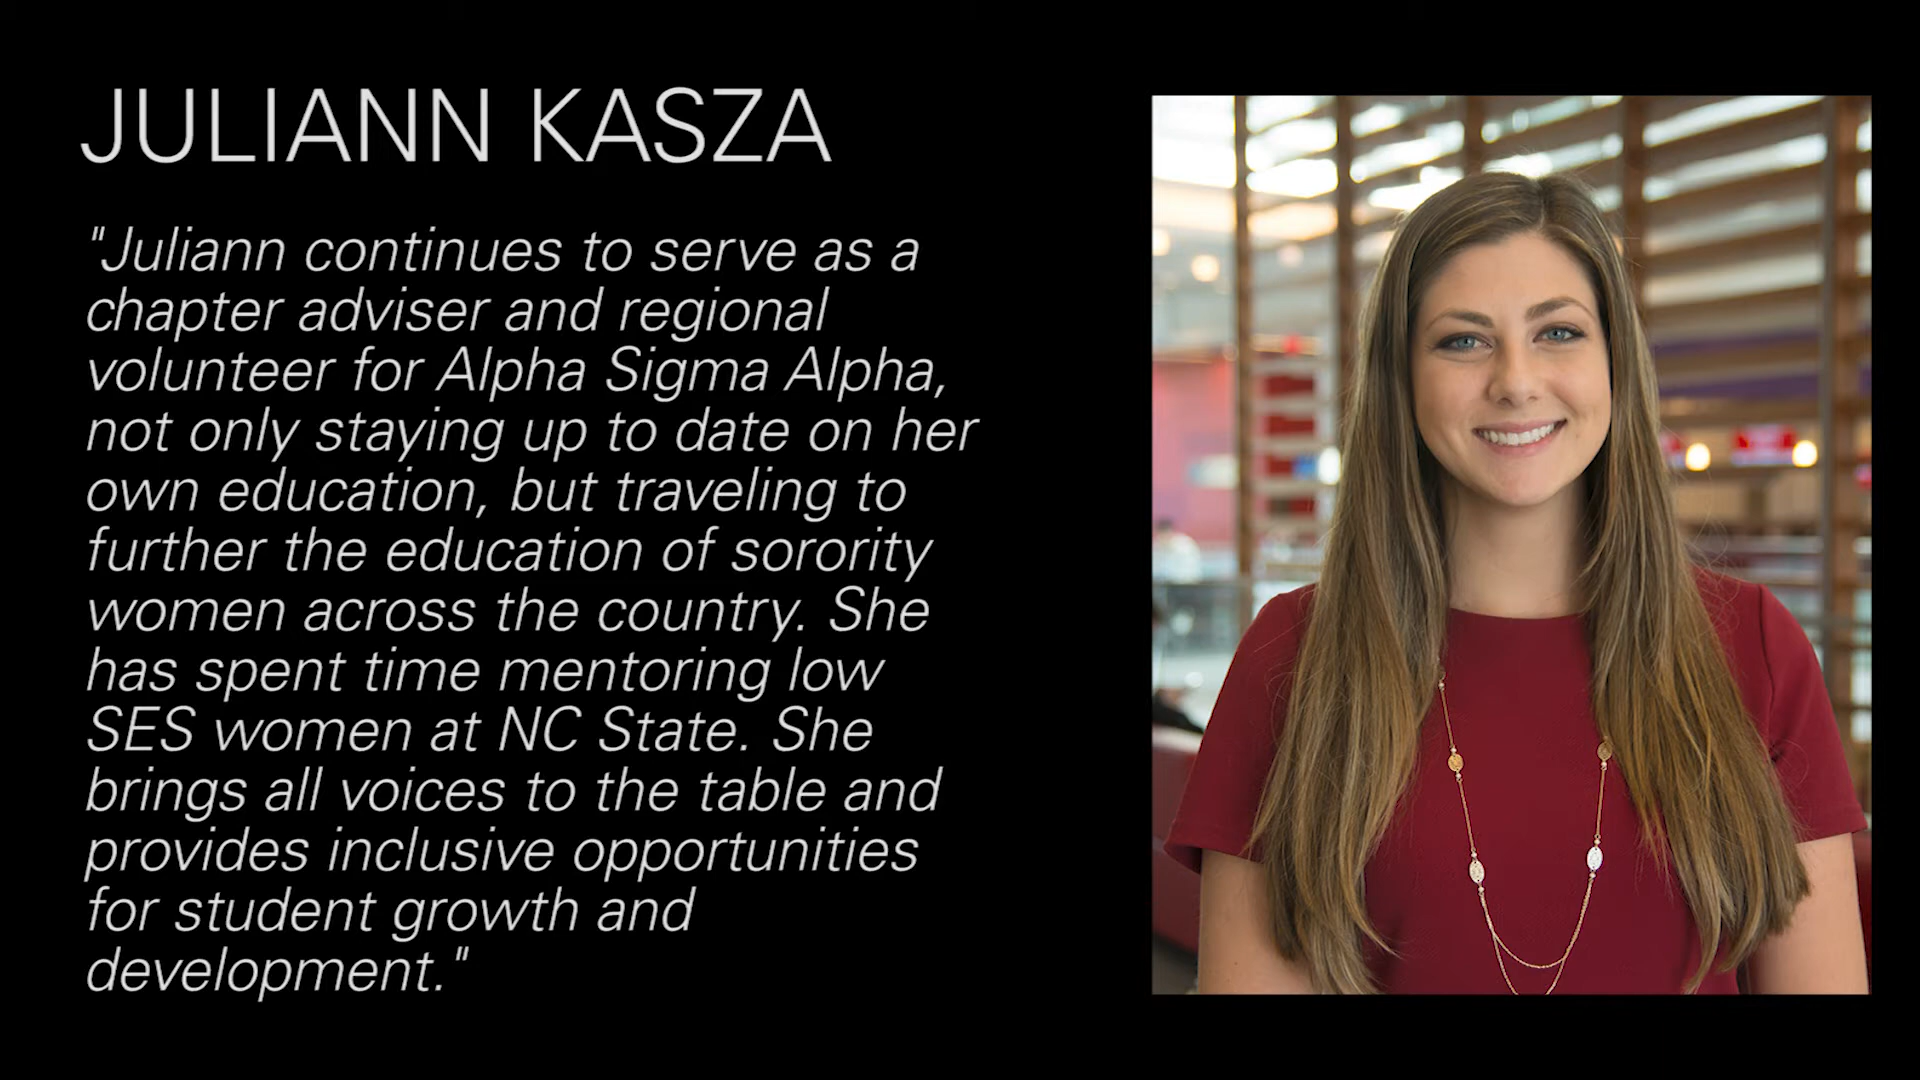 JULIANN KASZA
"Juliann continues to serve as a
chapter adviser and regional
volunteer for Alpha Sigma Alpha,
not only staying up to date on her
own education, but traveling to
further the education of sorority
women across the country. She
has spent time mentoring low
SES women at NC State. She
brings all voices to the table and
provides inclusive opportunities
for student growth and
development."